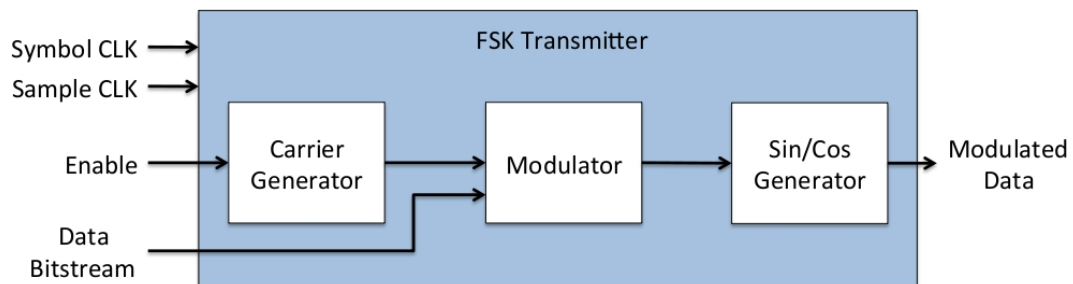 FSK Transmitter
Symbol CLK
Sample CLK
Enable
Carrier
Generator
Modulator
Sin/Cos
Generator
Modulated
Data
Data
Bitstream